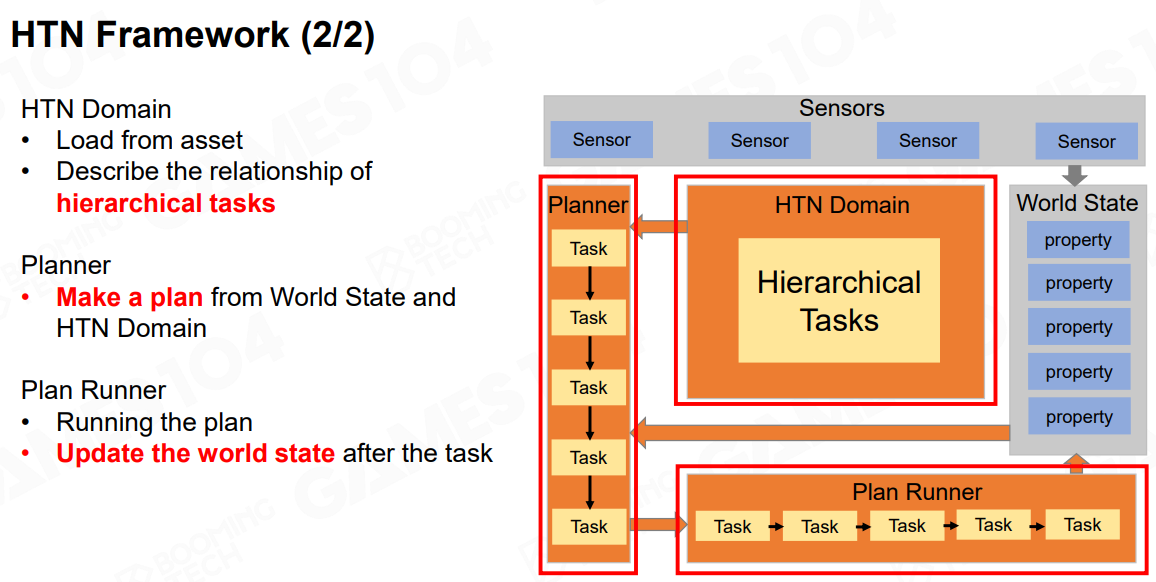 HTN Framework (2/2)
HTN Domain
• Load from asset
• Describe the relationship of
hierarchical tasks
Planner
• Make a plan from World State and
HTN Domain
Plan Runner
• Running the plan
• Update the world state after the task
Sensors
Sensor Sensor Sensor Sensor
Planner
Task
Task
Task
Task
Task
HTN Domain
Hierarchical
Tasks
World State
property
property
property
property
property
Plan Runner
Task Task Task Task Task
GAMES104
BOOMING
TECH